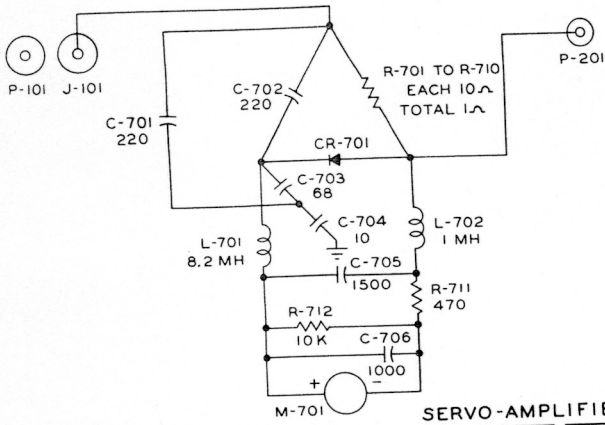 P-101
J-101
P-201
R-701 TO R-710
EACH 10Ω
TOTAL 1Ω
C-702
220
C-701
220
CR-701
C-703
68
C-704
10
L-701
8.2 MH
L-702
1 MH
C-705
1500
R-711
470
R-712
10K
C-706
1000
+
-
M-701
SERVO-AMPLIFIE